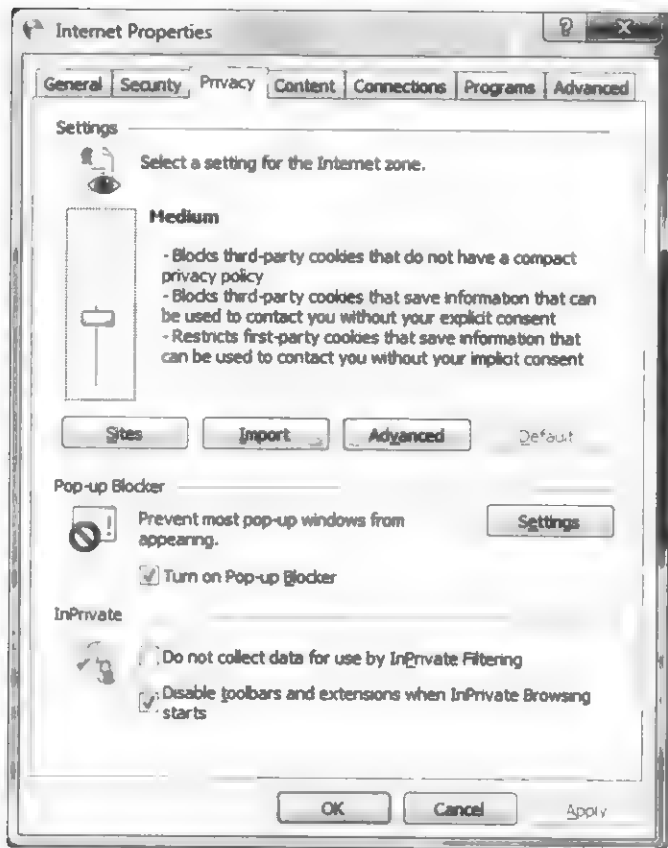 Internet Properties
General Security Privacy Content Connections Programs Advanced
Settings
Select a setting for the Internet zone.
Medium
- Blocks third-party cookies that do not have a compact
privacy policy
- Blocks third-party cookies that save information that can
be used to contact you without your explicit consent
- Restricts first-party cookies that save information that
can be used to contact you without your implicit consent
Sites Import Advanced Default
Pop-up Blocker
Prevent most pop-up windows from
appearing.
Settings
Turn on Pop-up Blocker
InPrivate
Do not collect data for use by InPrivate Filtering
Disable toolbars and extensions when InPrivate Browsing
starts
OK Cancel Apply